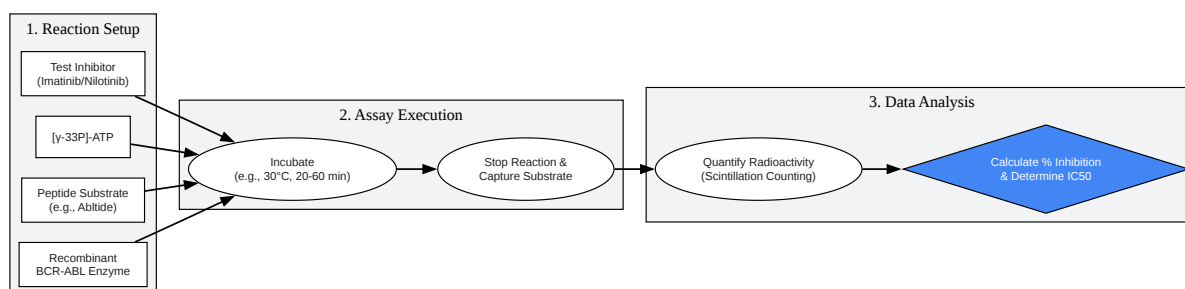 1. Reaction Setup
Test Inhibitor
(Imatinib/Nilotinib)
[γ-33P]-ATP
Peptide Substrate
(e.g., Abltide)
Recombinant
BCR-ABL Enzyme
2. Assay Execution
Incubate
(e.g., 30°C, 20-60 min)
Stop Reaction &
Capture Substrate
3. Data Analysis
Quantify Radioactivity
(Scintillation Counting)
Calculate % Inhibition
& Determine IC50